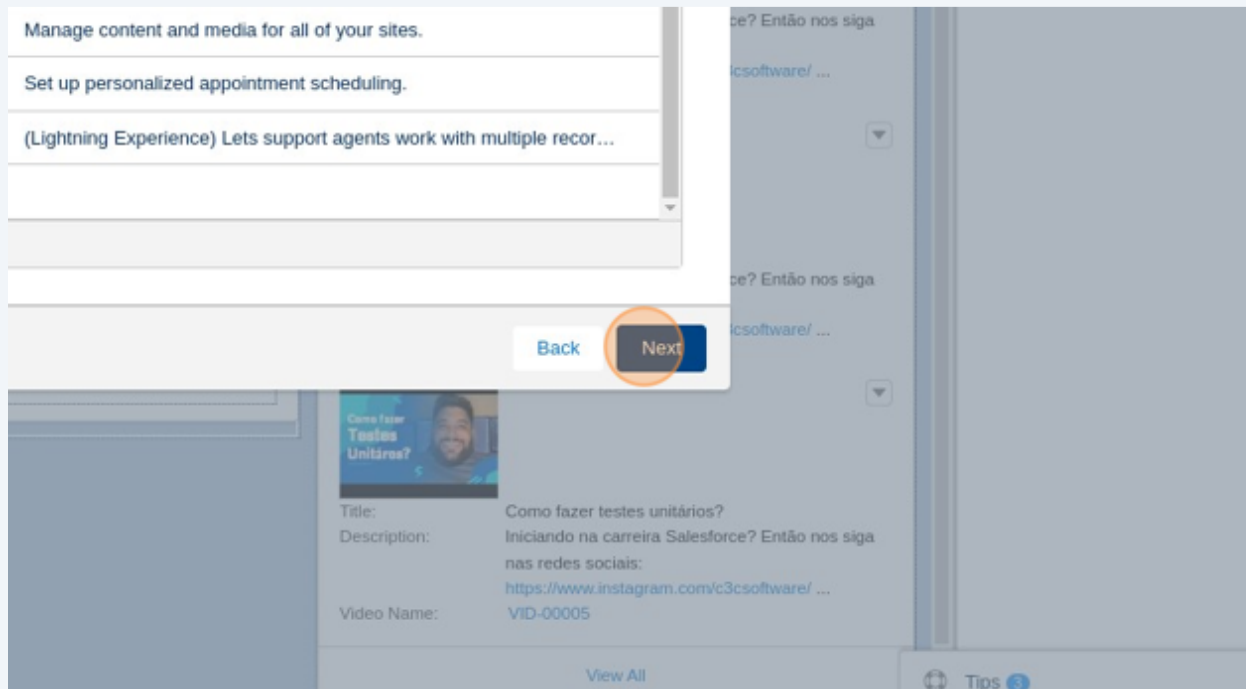 Manage content and media for all of your sites.
ce? Então nos siga
Set up personalized appointment scheduling.
csoftware/ ...
(Lightning Experience) Lets support agents work with multiple recor...
ce? Então nos siga
3csoftware/ ...
Back
Next
Como fazer
Testes
Unitáros?
Title:
Como fazer testes unitários?
Description:
Iniciando na carreira Salesforce? Então nos siga
nas redes sociais:
https://www.instagram.com/c3csoftware/ ...
Video Name:
VID-00005
View All
Tips 3